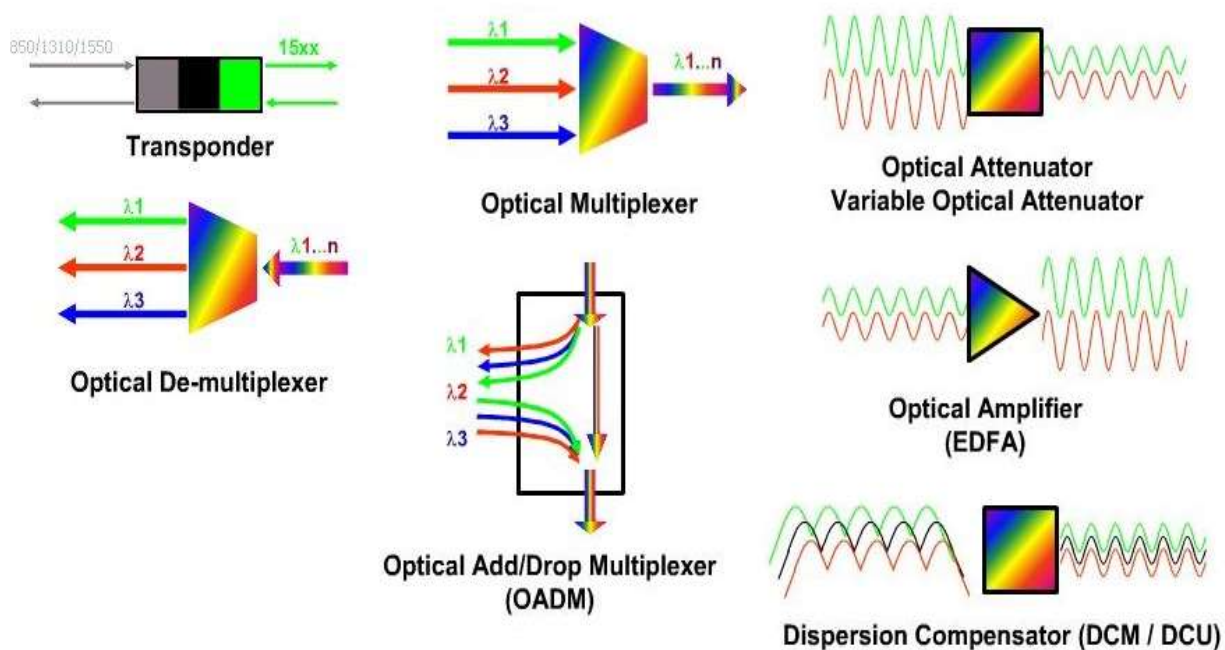 850/1310/1550
15xx
Transponder
λ1
λ2
λ3
λ1...n
Optical Multiplexer
Optical Attenuator
Variable Optical Attenuator
λ1
λ2
λ3
λ1...n
Optical De-multiplexer
λ1
λ2
λ3
Optical Add/Drop Multiplexer
(OADM)
Optical Amplifier
(EDFA)
Dispersion Compensator (DCM / DCU)